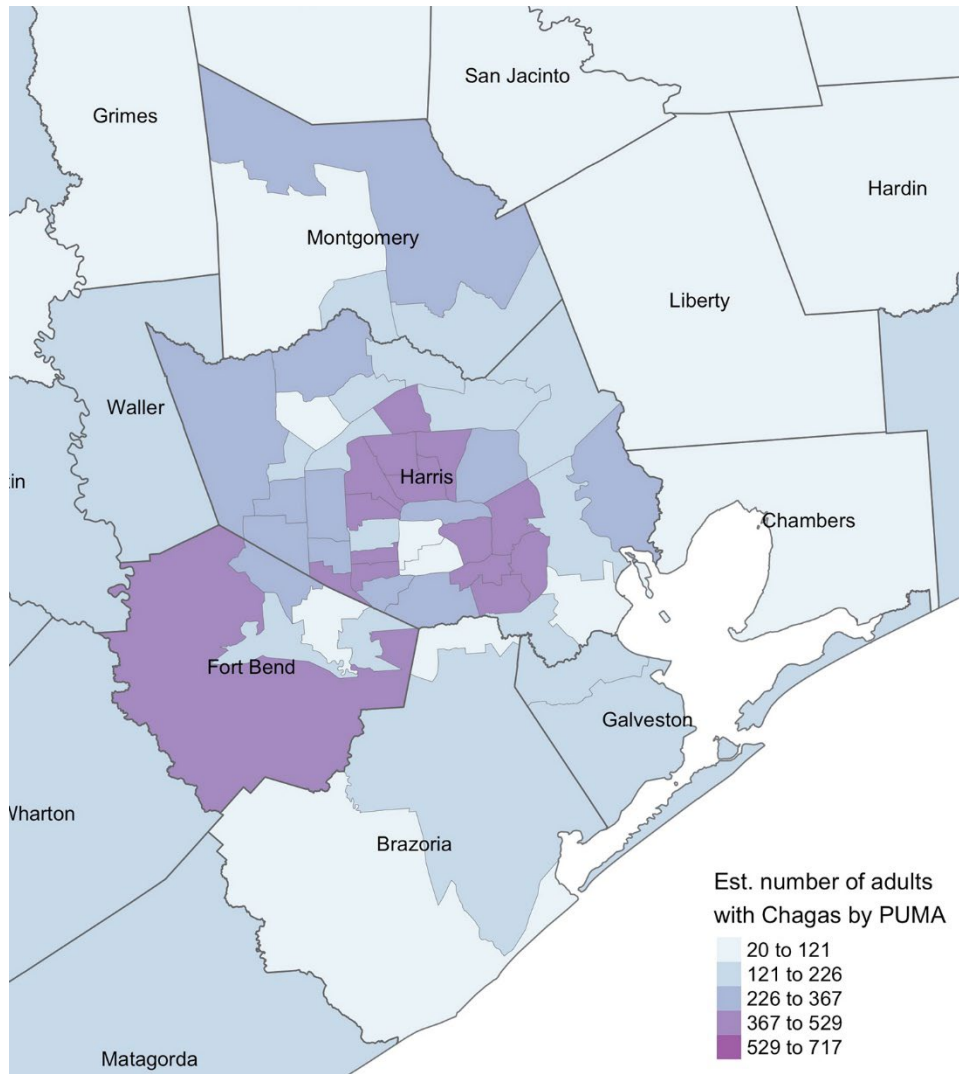 San Jacinto
Grimes
Hardin
Montgomery
Liberty
Waller
Harris
tin
Chambers
Fort Bend
Galveston
Wharton
Brazoria
Est. number of adults
with Chagas by PUMA
20 to 121
121 to 226
226 to 367
367 to 529
529 to 717
Matagorda